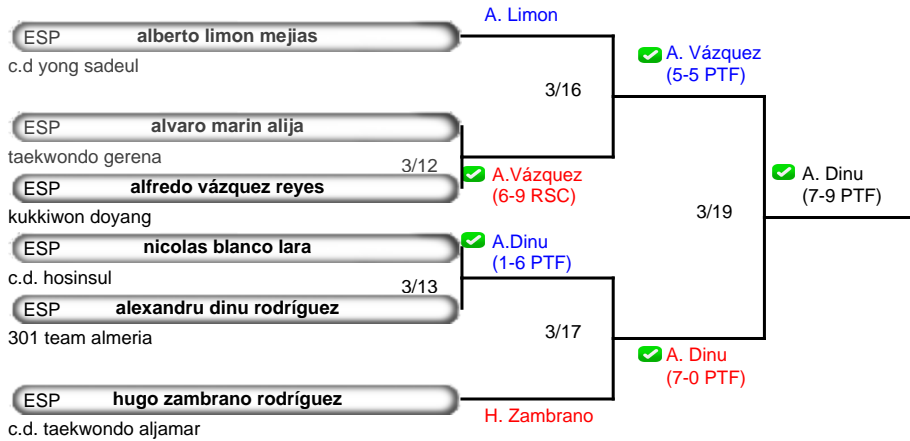 A. Limon
ESP alberto limon mejias
c.d yong sadeul
A. Vázquez
(5-5 PTF)
3/16
ESP alvaro marin alija
taekwondo gerena
3/12
A.Vázquez
(6-9 RSC)
ESP alfredo vázquez reyes
kukkiwon doyang
A. Dinu
(7-9 PTF)
3/19
ESP nicolas blanco lara
c.d. hosinsul
A.Dinu
(1-6 PTF)
3/13
ESP alexandru dinu rodríguez
301 team almeria
3/17
A. Dinu
(7-0 PTF)
ESP hugo zambrano rodríguez
H. Zambrano
c.d. taekwondo aljamar